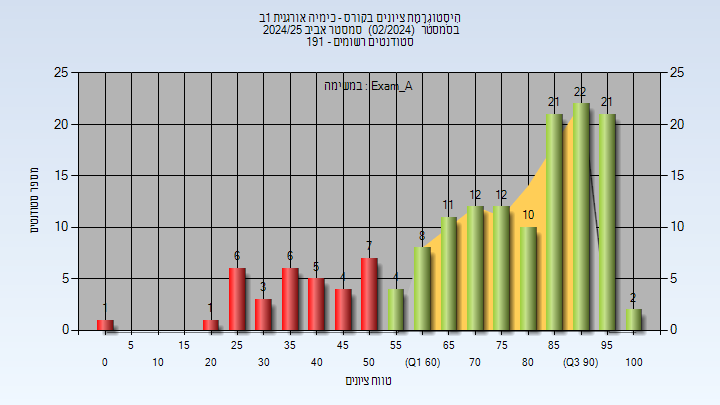 הִיסְטוֹגְרָמַת ציונים בקורס - כימיה אורגנית 1ב
בסמסטר (02/2024) סמסטר אביב 2024/25
סטודנטים רשומים - 191
במשימה : Exam_A
מספר סטודנטים
25 25
20 20
15 15
10 10
5 5
0 0
1 1 6 3 6 5 4 7 4 8 11 12 12 10 21 22 21 2
5 15 25 35 45 55 65 75 85 95
0 10 20 30 40 50 (Q1 60) 70 80 (Q3 90) 100
טווח ציונים